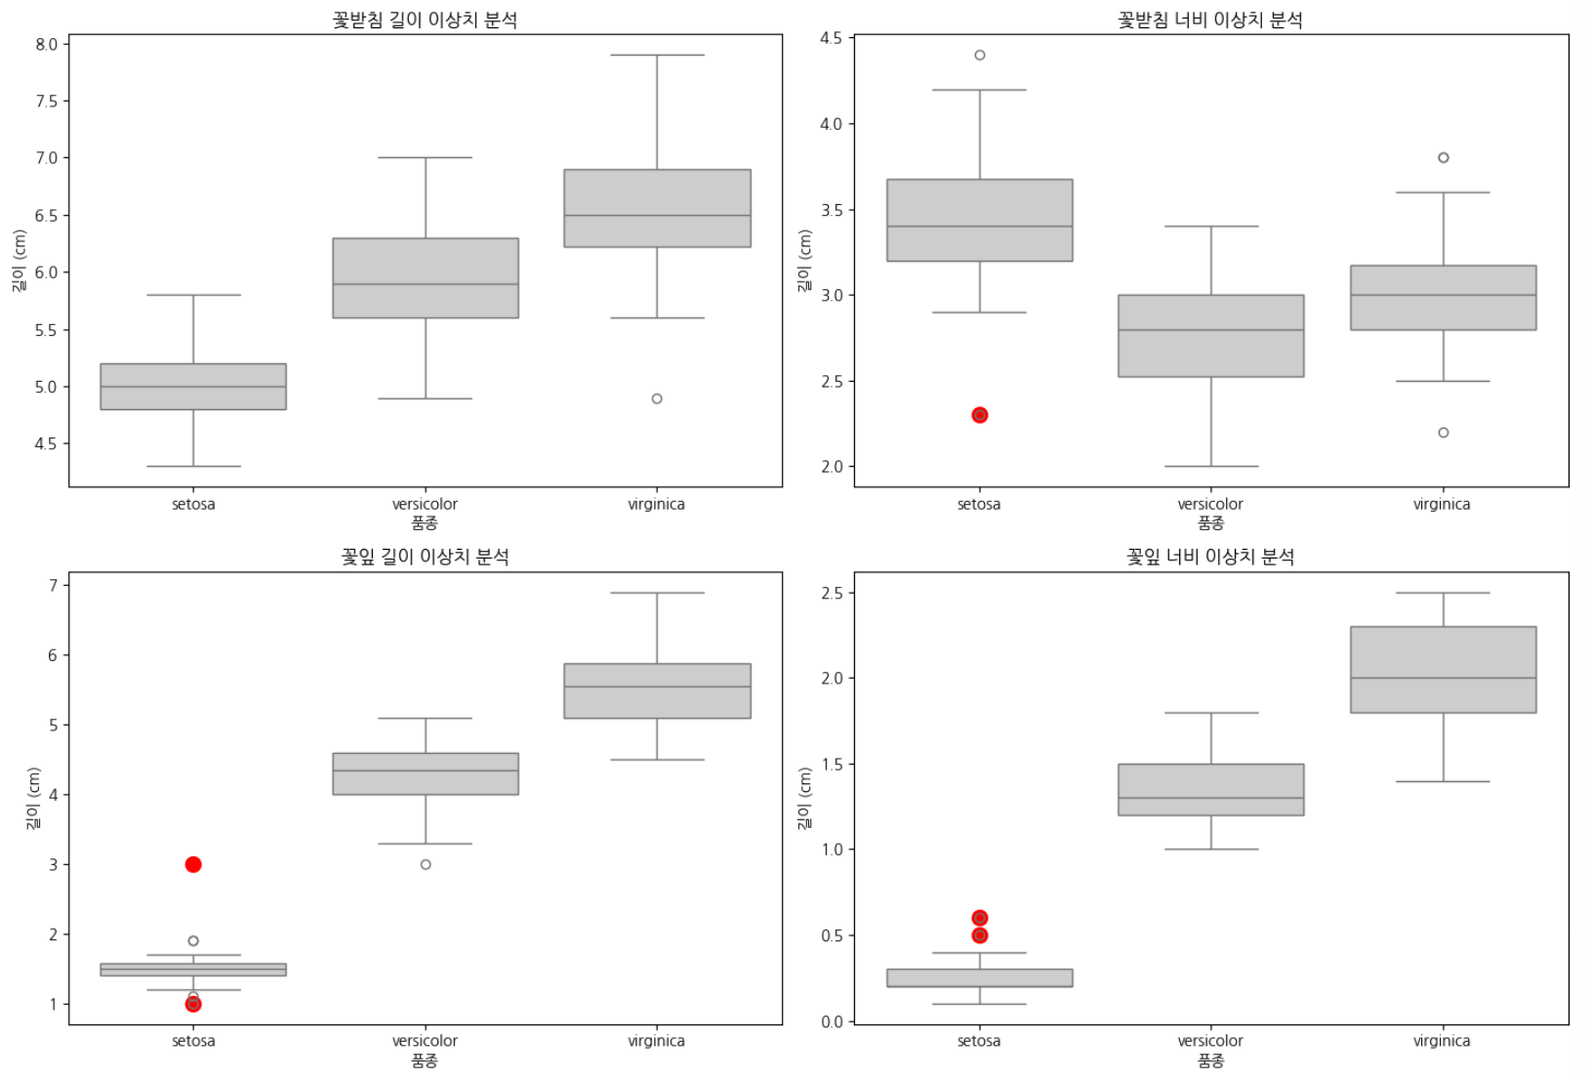 꽃받침 길이 이상치 분석
길이 (cm)
8.0
7.5
7.0
6.5
6.0
5.5
5.0
4.5
setosa versicolor virginica
품종
꽃받침 너비 이상치 분석
길이 (cm)
4.5
4.0
3.5
3.0
2.5
2.0
setosa versicolor virginica
품종
꽃잎 길이 이상치 분석
길이 (cm)
7
6
5
4
3
2
1
setosa versicolor virginica
품종
꽃잎 너비 이상치 분석
길이 (cm)
2.5
2.0
1.5
1.0
0.5
0.0
setosa versicolor virginica
품종